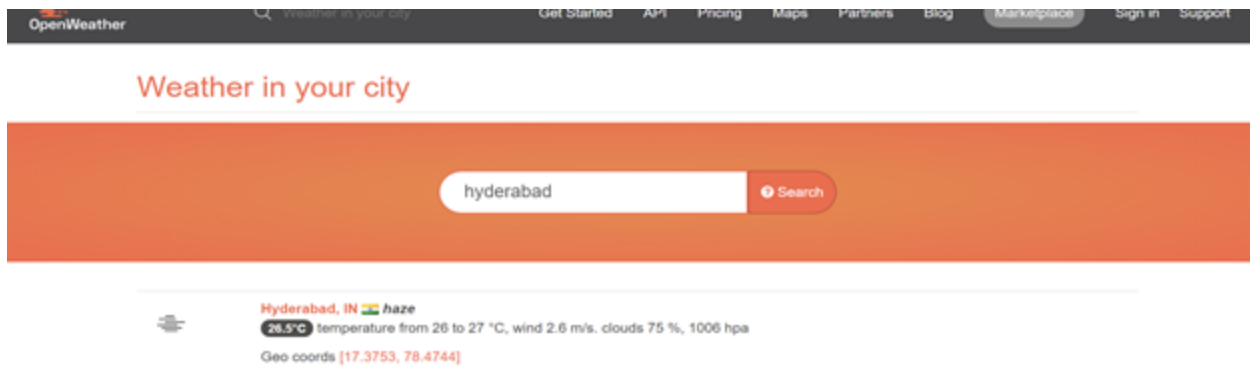 OpenWeather Weather in your city Get Started API Pricing Maps Partners Blog Marketplace Sign in Support
Weather in your city
hyderabad Search
Hyderabad, IN haze
26.5°C temperature from 26 to 27 °C, wind 2.6 m/s. clouds 75 %, 1006 hpa
Geo coords [17.3753, 78.4744]